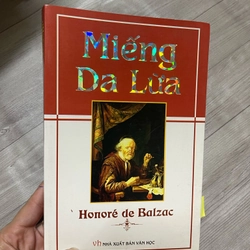 Miếng
Da Lừa
Honoré de Balzac
NHÀ XUẤT BẢN VĂN HỌC